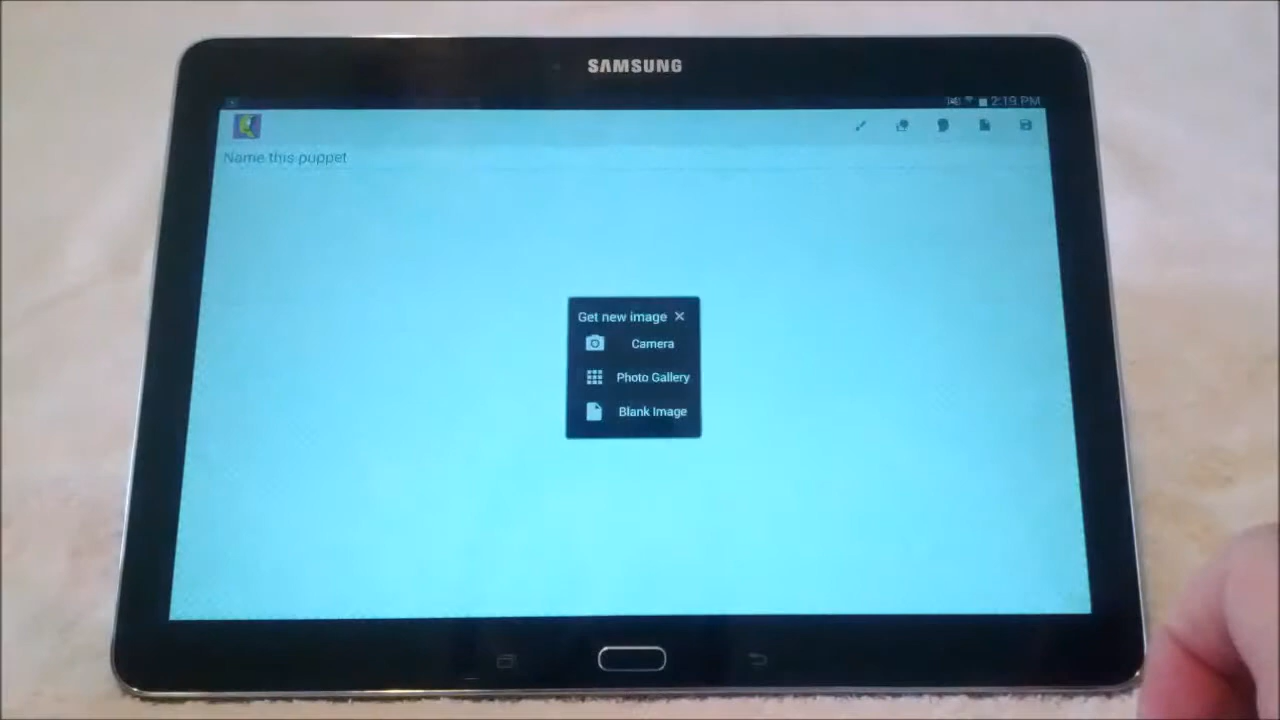 SAMSUNG
2:19 PM
Name this puppet
Get new image
Camera
Photo Gallery
Blank Image